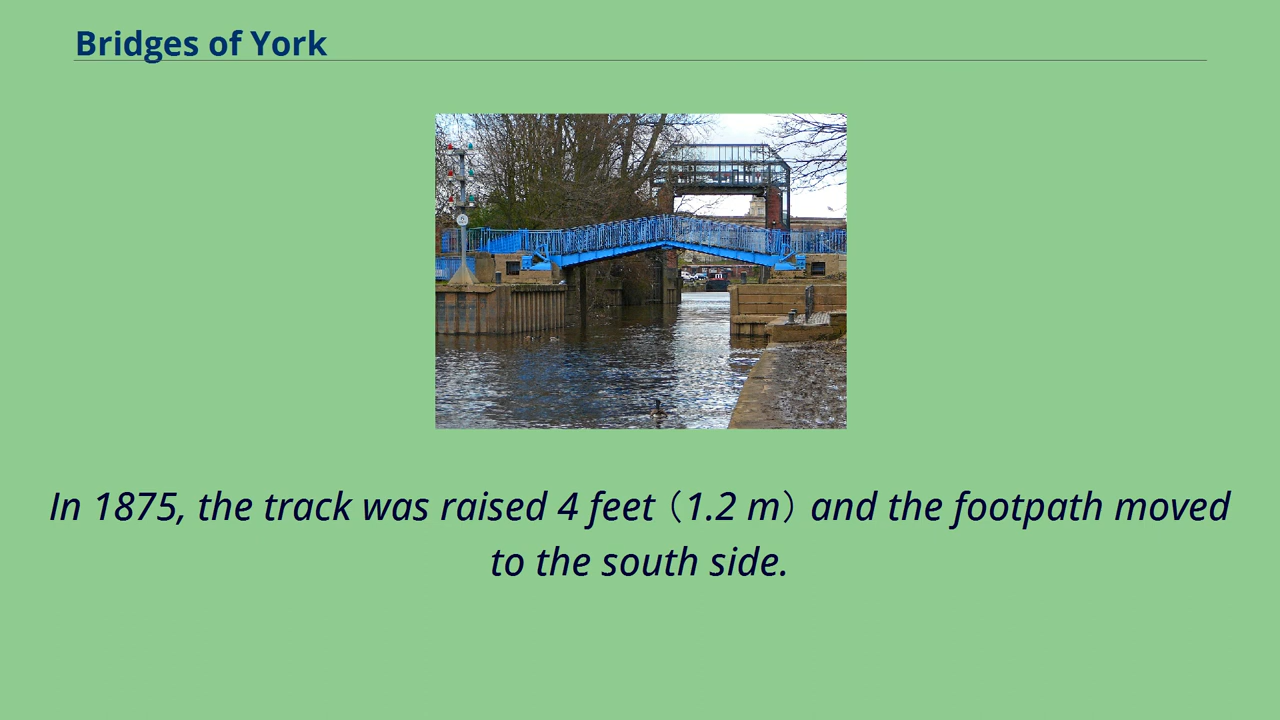 Bridges of York
In 1875, the track was raised 4 feet (1.2 m) and the footpath moved
to the south side.